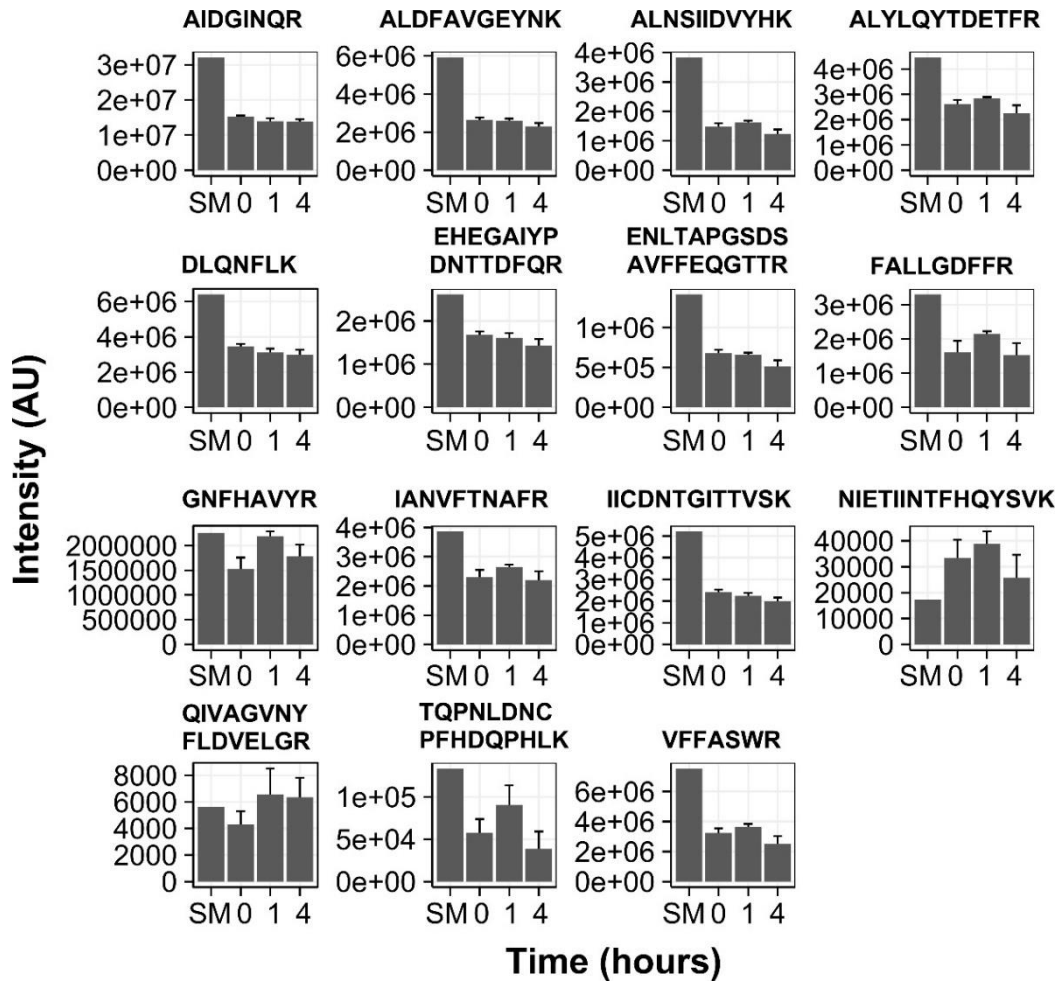 AIDGINQR
3e+07
2e+07
1e+07
0e+00
SM 0 1 4
ALDFAVGEYNK
6e+06
4e+06
2e+06
0e+00
SM 0 1 4
ALNSIIDVYHK
4e+06
3e+06
2e+06
1e+06
0e+00
SM 0 1 4
ALYLQYTDETFR
4e+06
3e+06
2e+06
1e+06
0e+00
SM 0 1 4
DLQNFLK
6e+06
4e+06
2e+06
0e+00
SM 0 1 4
EHEGAIYP
DNTTDFQR
2e+06
1e+06
0e+00
SM 0 1 4
ENLTAPGSDS
AVFFEQGTTR
1e+06
5e+05
0e+00
SM 0 1 4
FALLGDFFR
3e+06
2e+06
1e+06
0e+00
SM 0 1 4
Intensity (AU)
GNFHAVYR
2000000
1500000
1000000
500000
0
SM 0 1 4
IANVFTNAFR
4e+06
3e+06
2e+06
1e+06
0e+00
SM 0 1 4
IICDNTGITTVSK
5e+06
4e+06
3e+06
2e+06
1e+06
0e+00
SM 0 1 4
NIETIINTFHQYSVK
40000
30000
20000
10000
0
SM 0 1 4
QIVAGVNY
FLDVELGR
8000
6000
4000
2000
0
SM 0 1 4
TQPNLDNC
PFHDQPHLK
1e+05
5e+04
0e+00
SM 0 1 4
VFFASWR
6e+06
4e+06
2e+06
0e+00
SM 0 1 4
Time (hours)